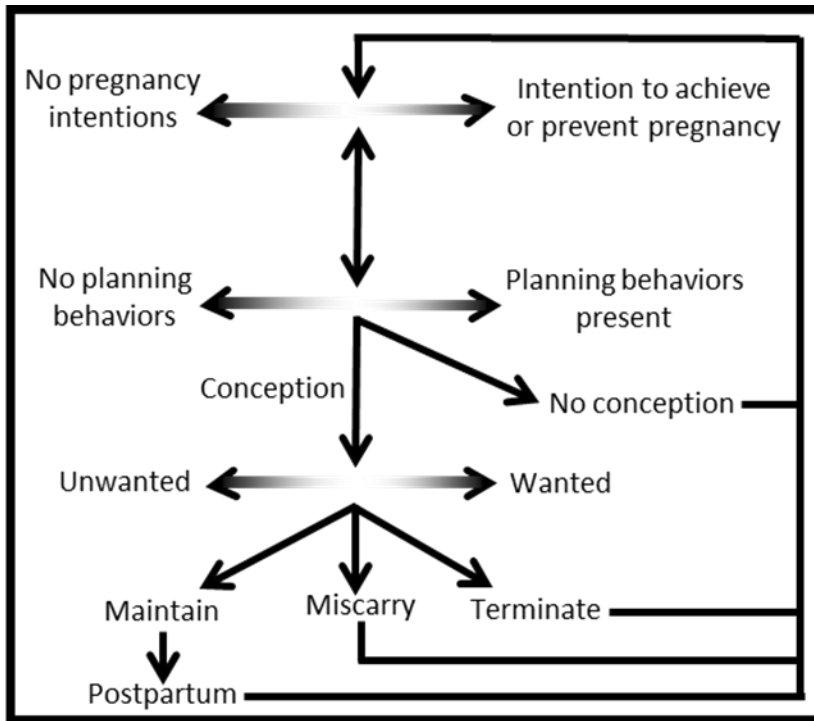 No pregnancy
intentions
Intention to achieve
or prevent pregnancy
No planning
behaviors
Planning behaviors
present
Conception
No conception
Unwanted
Wanted
Maintain
Miscarry
Terminate
Postpartum